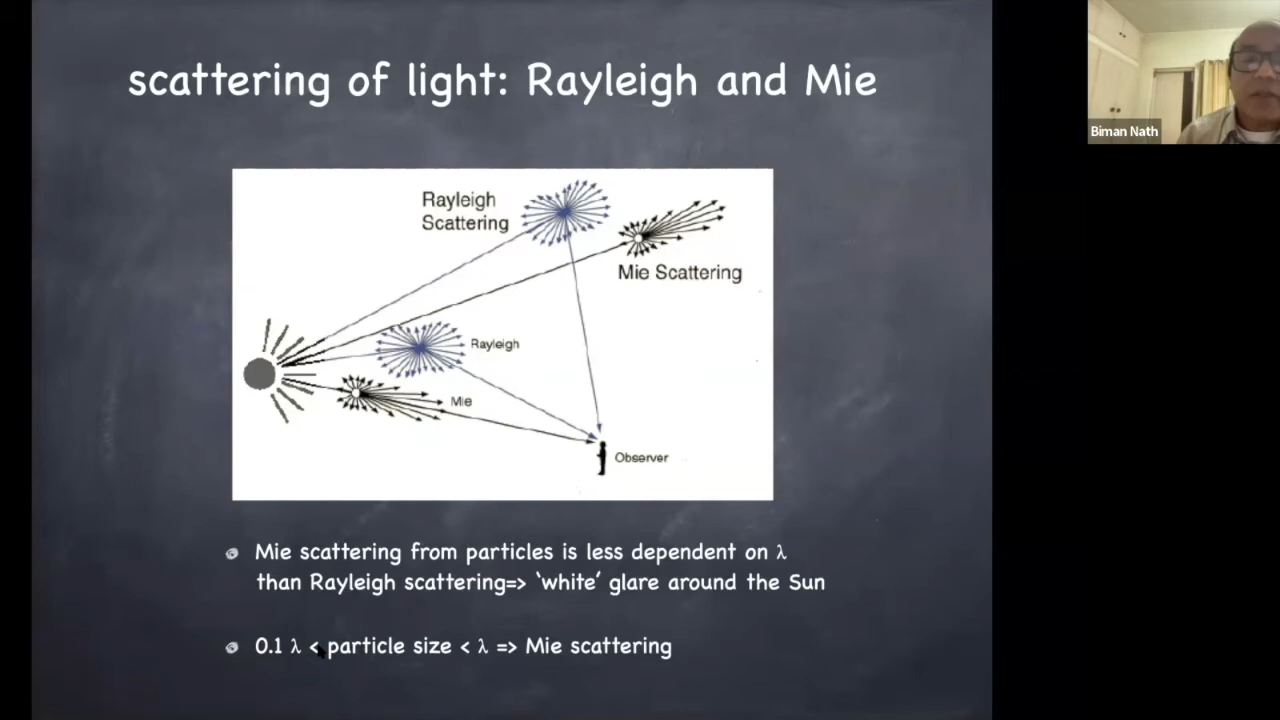 scattering of light: Rayleigh and Mie
Biman Nath
Rayleigh
Scattering
Mie Scattering
Rayleigh
Mie
Observer
Mie scattering from particles is less dependent on λ
than Rayleigh scattering=> ‘white’ glare around the Sun
0.1 λ < particle size < λ => Mie scattering